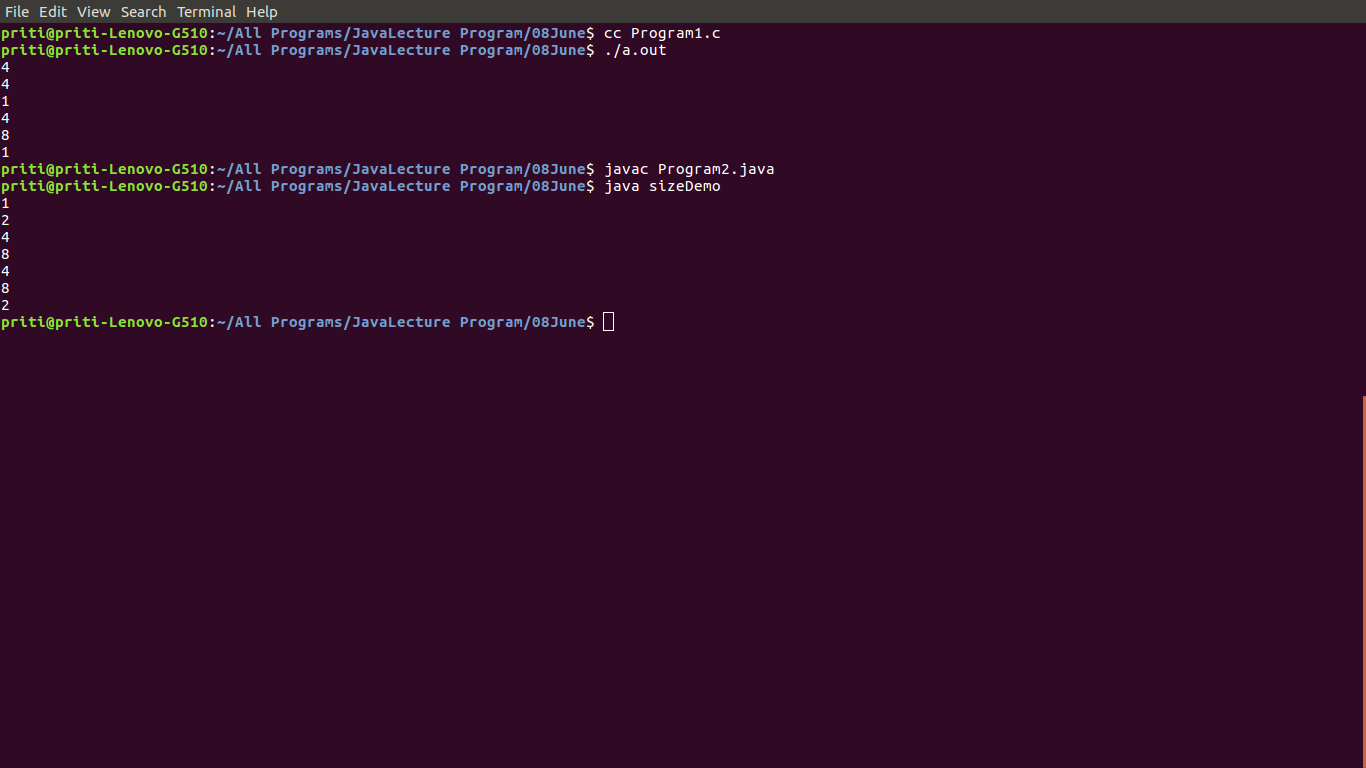 File Edit View Search Terminal Help
priti@priti-Lenovo-G510:~/All Programs/JavaLecture Program/08June$ cc Program1.c
priti@priti-Lenovo-G510:~/All Programs/JavaLecture Program/08June$ ./a.out
4
4
1
4
8
1
priti@priti-Lenovo-G510:~/All Programs/JavaLecture Program/08June$ javac Program2.java
priti@priti-Lenovo-G510:~/All Programs/JavaLecture Program/08June$ java sizeDemo
1
2
4
8
4
8
2
priti@priti-Lenovo-G510:~/All Programs/JavaLecture Program/08June$